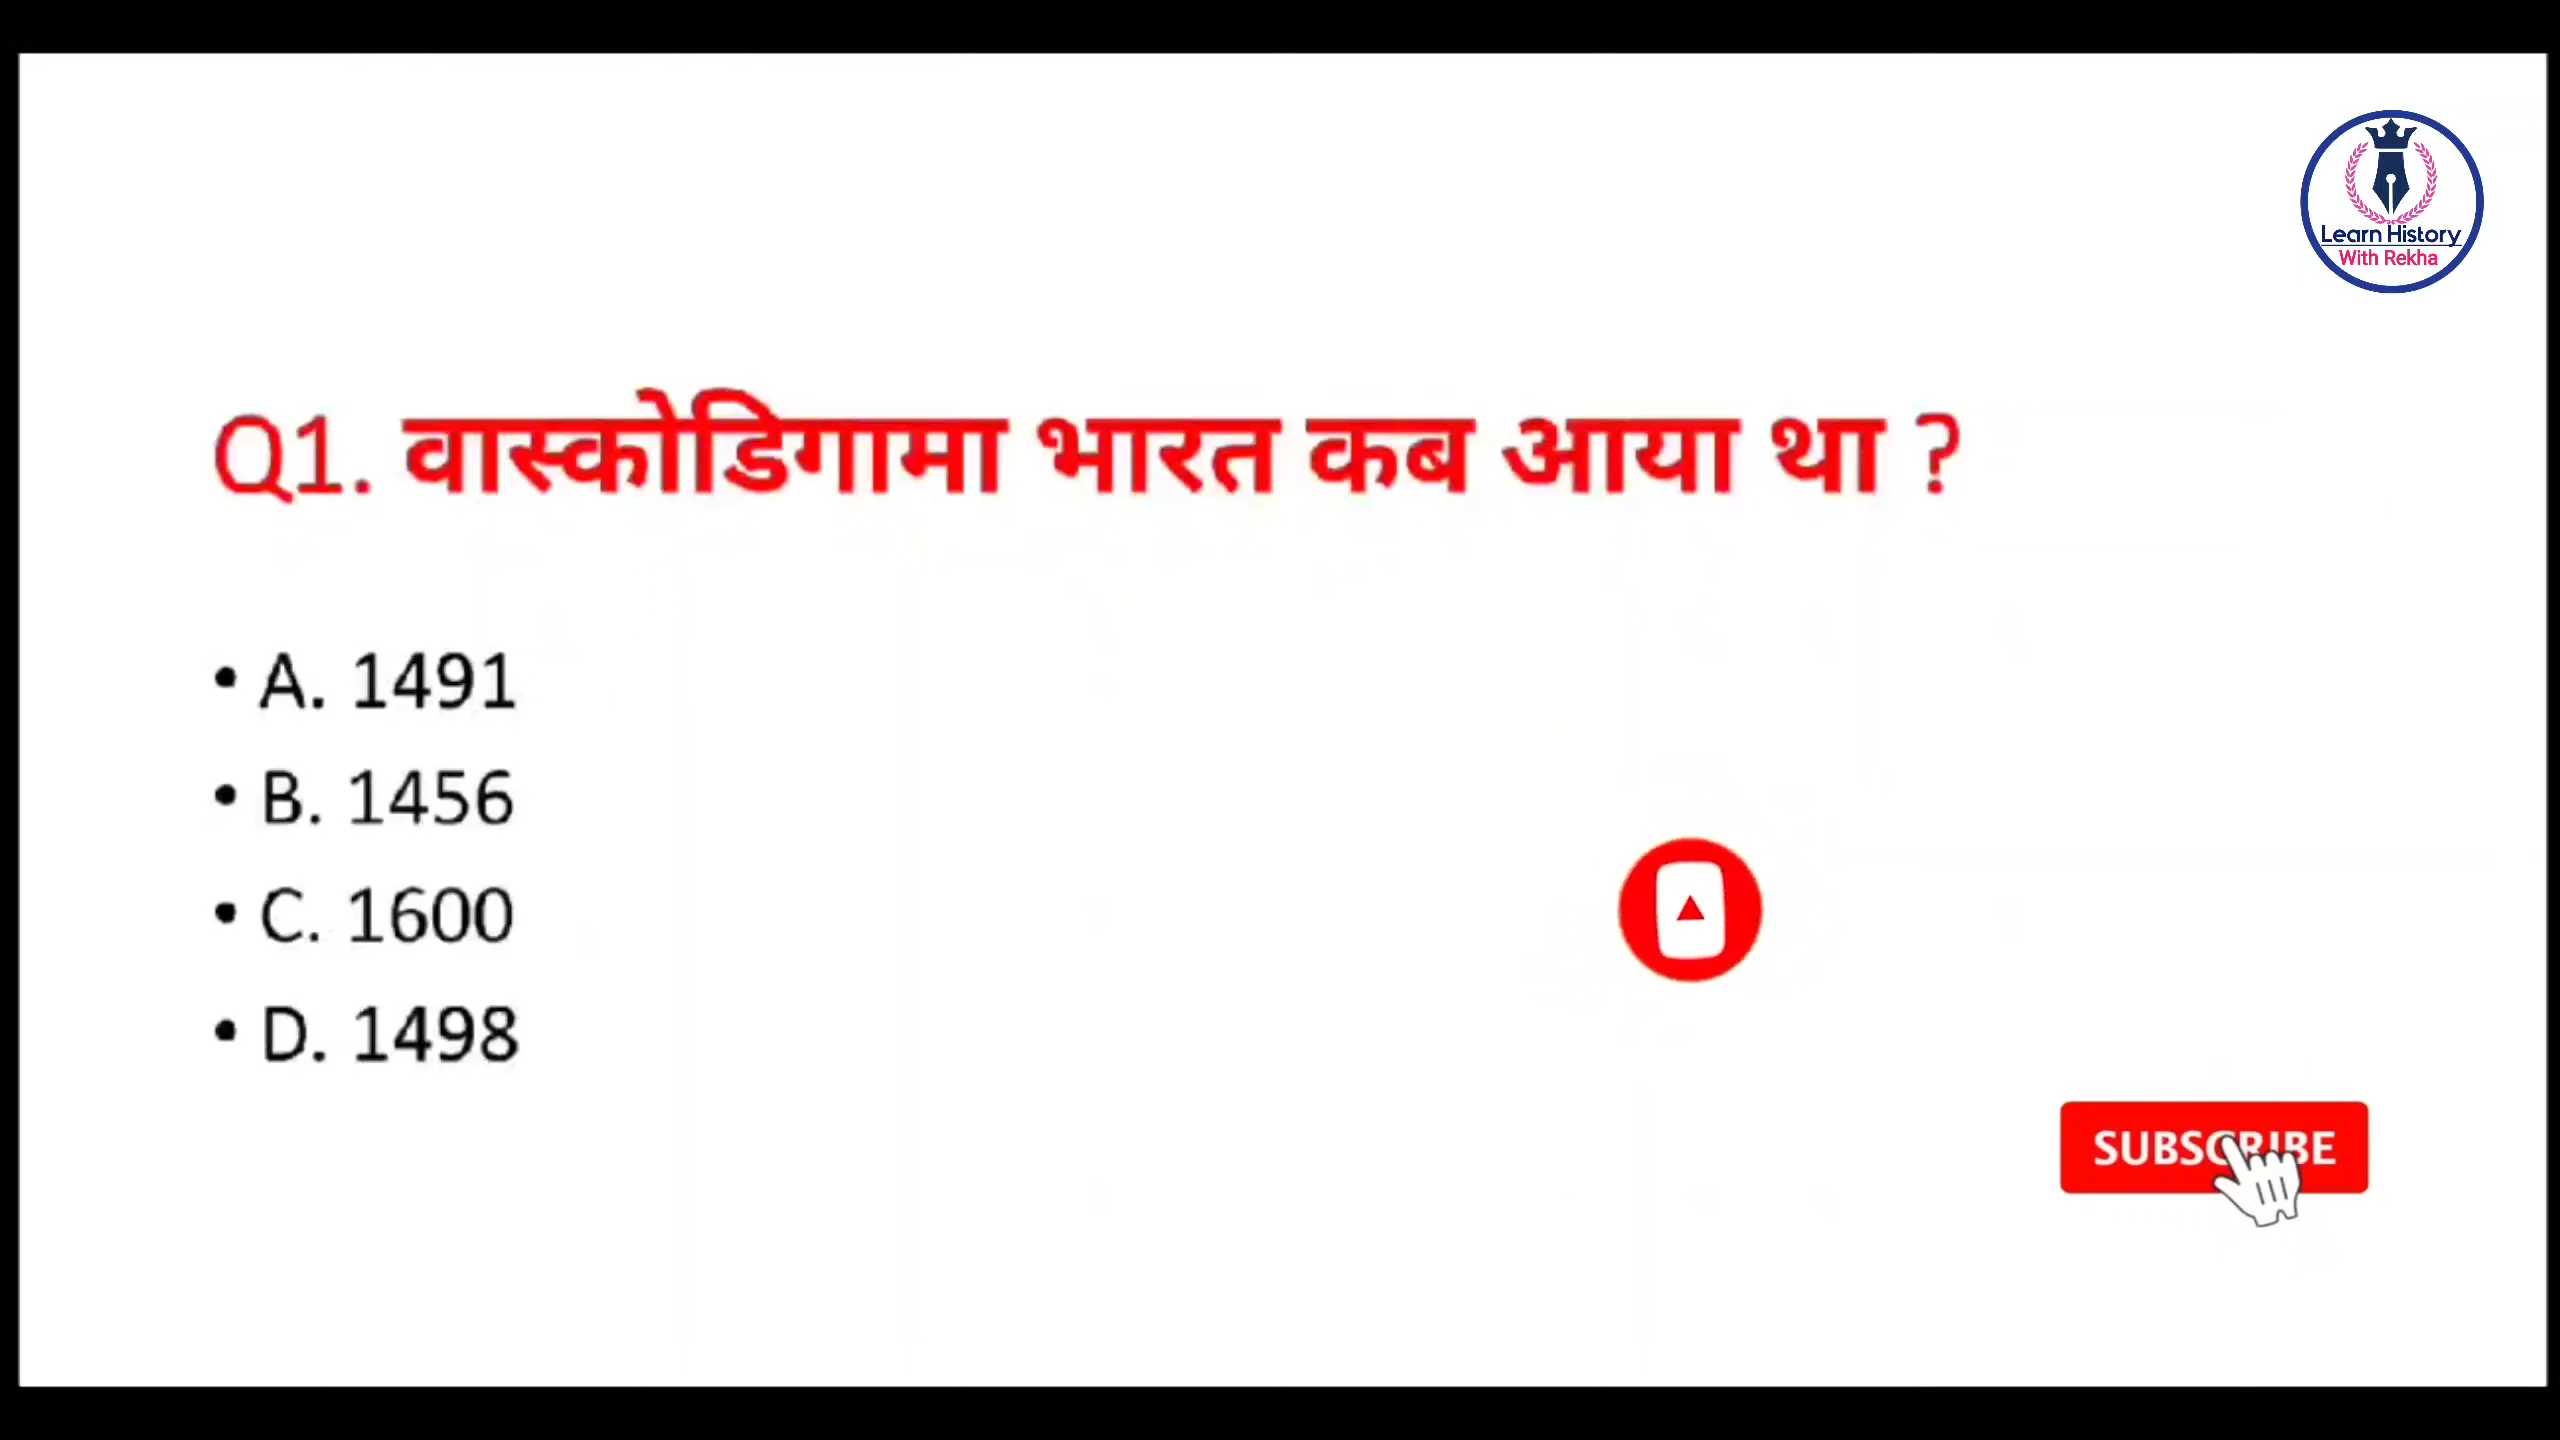 Learn History
With Rekha
Q1. वास्कोडिगामा भारत कब आया था ?
• A. 1491
• B. 1456
• C. 1600
• D. 1498
SUBSCRIBE